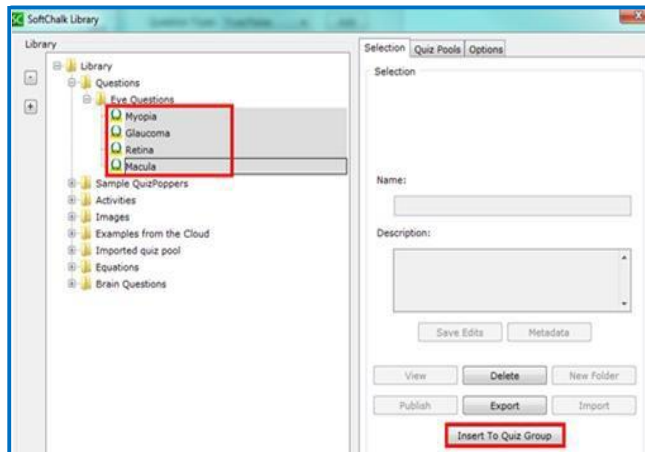 SC SoftChalk Library
Library
Library
Questions
Eye Questions
Myopia
Glaucoma
Retina
Macula
Sample QuizPoppers
Activities
Images
Examples from the Cloud
Imported quiz pool
Equations
Brain Questions
Selection Quiz Pools Options
Selection
Name:
Description:
Save Edits Metadata
View Delete New Folder
Publish Export Import
Insert To Quiz Group